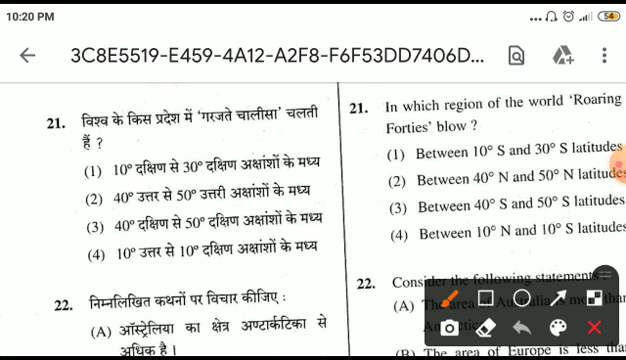 10:20 PM
54
3C8E5519-E459-4A12-A2F8-F6F53DD7406D...
21. विश्व के किस प्रदेश में 'गरजते चालीसा' चलती
हैं ?
(1) 10° दक्षिण से 30° दक्षिण अक्षांशों के मध्य
(2) 40° उत्तर से 50° उत्तरी अक्षांशों के मध्य
(3) 40° दक्षिण से 50° दक्षिण अक्षांशों के मध्य
(4) 10° उत्तर से 10° दक्षिण अक्षांशों के मध्य
22. निम्नलिखित कथनों पर विचार कीजिए :
(A) ऑस्ट्रेलिया का क्षेत्र अण्टार्कटिका से
अधिक है ।
21. In which region of the world 'Roaring
Forties' blow ?
(1) Between 10° S and 30° S latitudes
(2) Between 40° N and 50° N latitudes
(3) Between 40° S and 50° S latitudes
(4) Between 10° N and 10° S latitudes
22. Consider the following statements
(A) The area
(B) The area of Europe is less